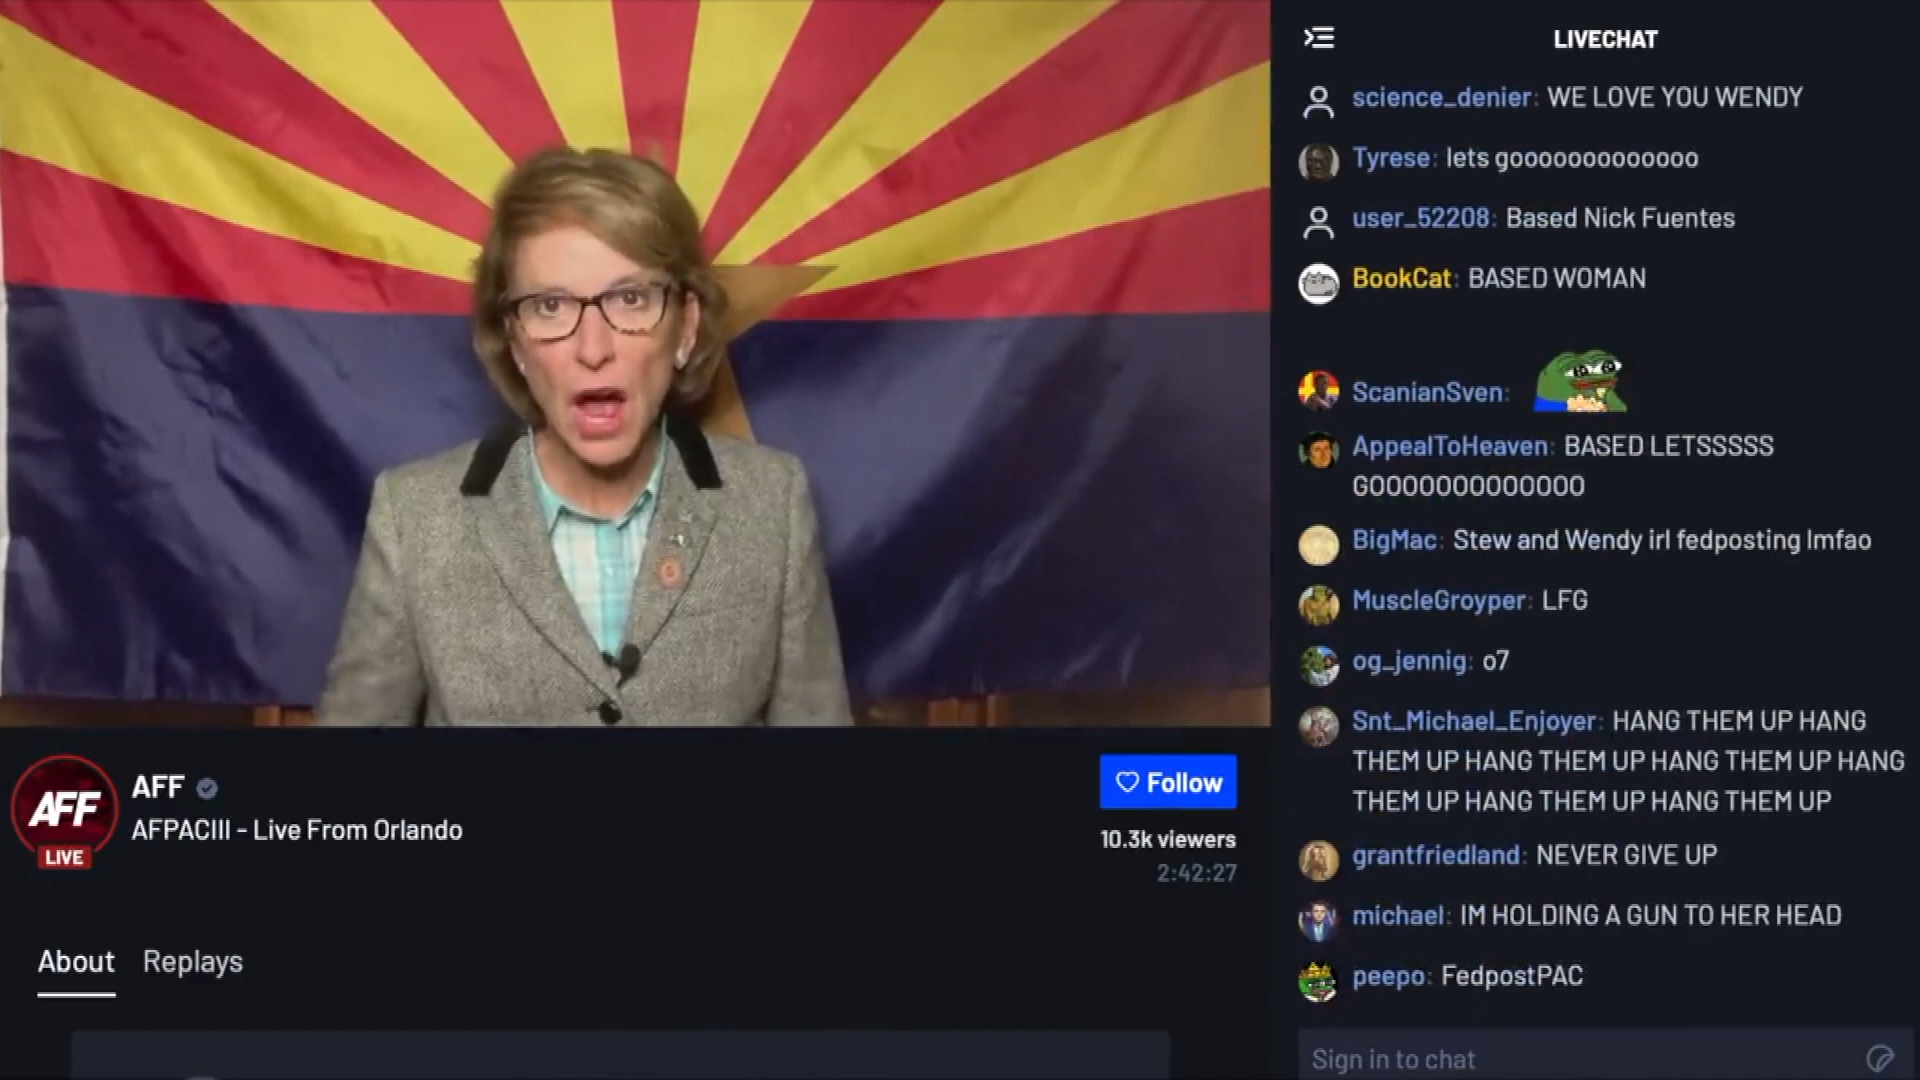 LIVECHAT
science_denier: WE LOVE YOU WENDY
Tyrese: lets gooooooooooooo
user_52208: Based Nick Fuentes
BookCat: BASED WOMAN
ScanianSven:
AppealToHeaven: BASED LETSSSSS
GOOOOOOOOOOOOO
BigMac: Stew and Wendy irl fedposting lmfao
MuscleGroyper: LFG
og_jennig: o7
Snt_Michael_Enjoyer: HANG THEM UP HANG
THEM UP HANG THEM UP HANG THEM UP HANG
THEM UP HANG THEM UP HANG THEM UP
grantfriedland: NEVER GIVE UP
michael: IM HOLDING A GUN TO HER HEAD
peepo: FedpostPAC
Sign in to chat
AFF
LIVE
AFF
AFPACIII - Live From Orlando
Follow
10.3k viewers
2:42:27
About Replays